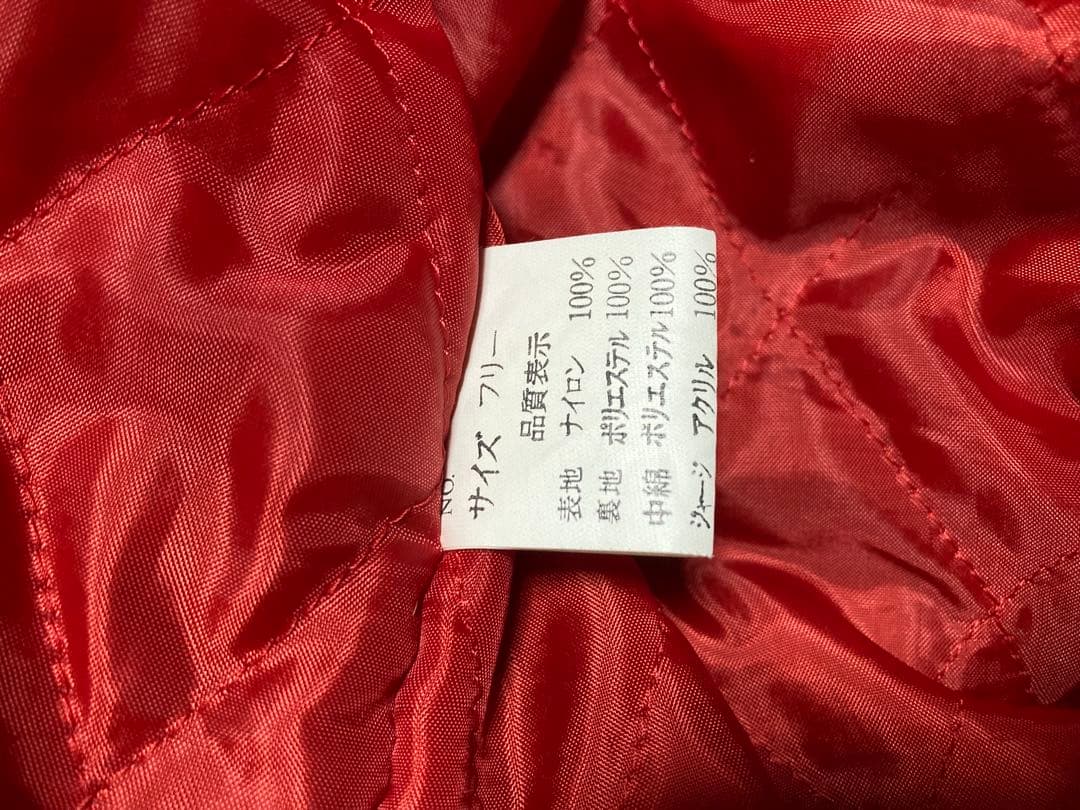 NO.
サイズ フリー
品質表示
表地 ナイロン 100%
裏地 ポリエステル 100%
中綿 ポリエステル 100%
ジャージ アクリル 100%